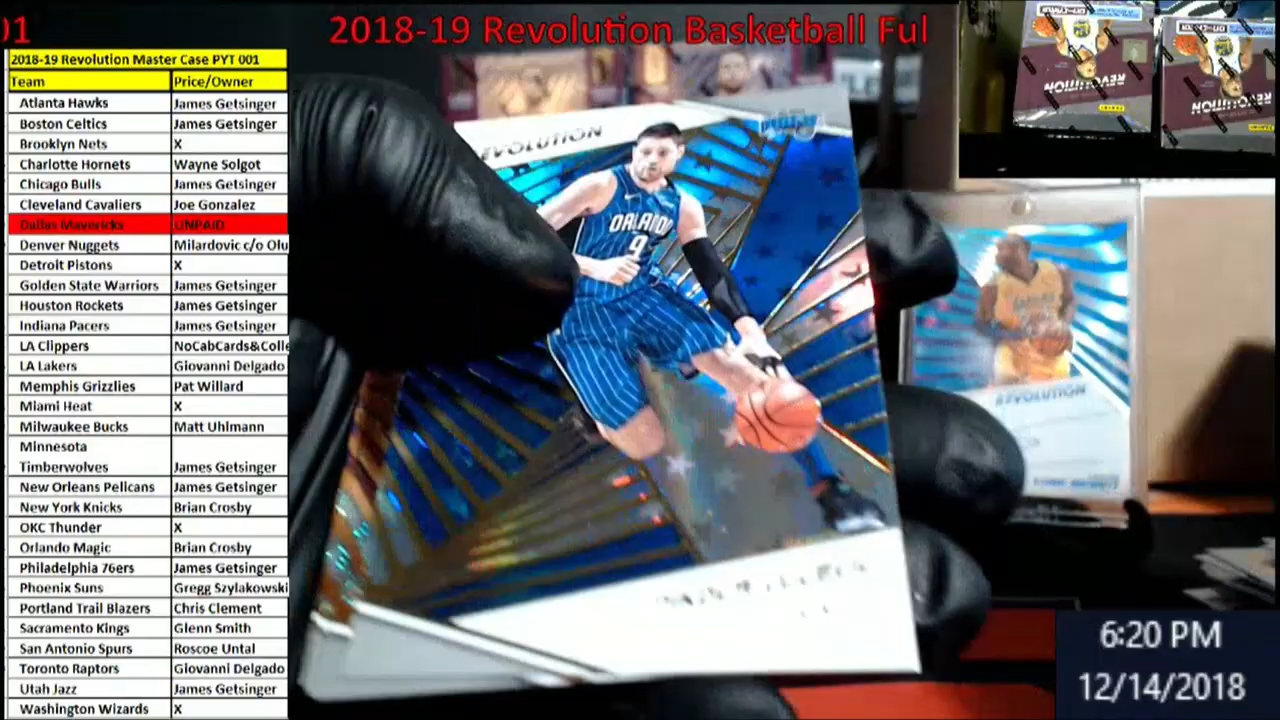 01 2018-19 Revolution Basketball Ful
2018-19 Revolution Master Case PYT 001
Team Price/Owner
Atlanta Hawks James Getsinger
Boston Celtics James Getsinger
Brooklyn Nets X
Charlotte Hornets Wayne Solgot
Chicago Bulls James Getsinger
Cleveland Cavaliers Joe Gonzalez
Dallas Mavericks UNPAID
Denver Nuggets Milardovic c/o Olu
Detroit Pistons X
Golden State Warriors James Getsinger
Houston Rockets James Getsinger
Indiana Pacers James Getsinger
LA Clippers NoCabCards&Colle
LA Lakers Giovanni Delgado
Memphis Grizzlies Pat Willard
Miami Heat X
Milwaukee Bucks Matt Uhlmann
Minnesota
Timberwolves James Getsinger
New Orleans Pelicans James Getsinger
New York Knicks Brian Crosby
OKC Thunder X
Orlando Magic Brian Crosby
Philadelphia 76ers James Getsinger
Phoenix Suns Gregg Szylakowski
Portland Trail Blazers Chris Clement
Sacramento Kings Glenn Smith
San Antonio Spurs Roscoe Untal
Toronto Raptors Giovanni Delgado
Utah Jazz James Getsinger
Washington Wizards X
REVOLUTION
ORLANDO
9
REVOLUTION
REVOLUTION
REVOLUTION
6:20 PM
12/14/2018